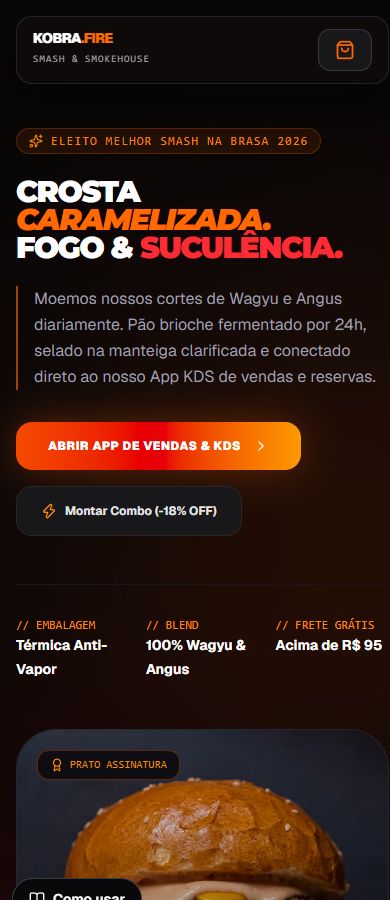 KOBRA.FIRE
SMASH & SMOKEHOUSE
ELEITO MELHOR SMASH NA BRASA 2026
CROSTA
CARAMELIZADA.
FOGO & SUCULÊNCIA.
Moemos nossos cortes de Wagyu e Angus
diariamente. Pão brioche fermentado por 24h,
selado na manteiga clarificada e conectado
direto ao nosso App KDS de vendas e reservas.
ABRIR APP DE VENDAS & KDS
Montar Combo (-18% OFF)
// EMBALAGEM
Térmica Anti-
Vapor
// BLEND
100% Wagyu &
Angus
// FRETE GRÁTIS
Acima de R$ 95
PRATO ASSINATURA
Como usar